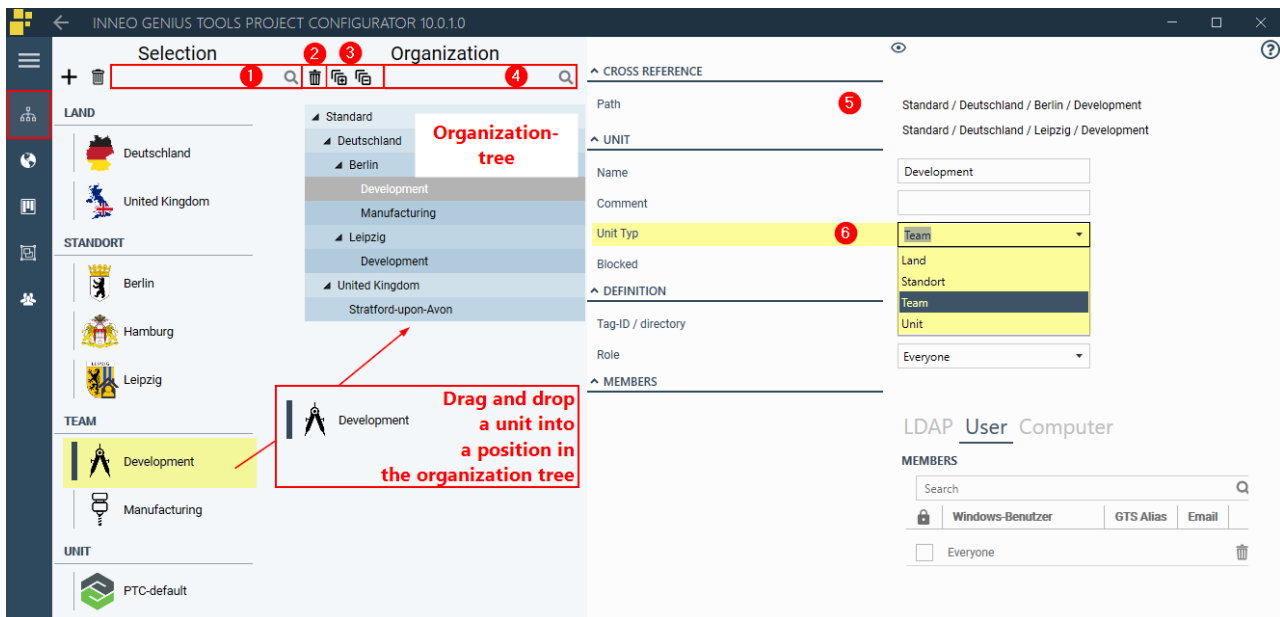 INNEO GENIUS TOOLS PROJECT CONFIGURATOR 10.0.1.0
Selection
1
2
3
Organization
4
LAND
Deutschland
United Kingdom
STANDORT
Berlin
Hamburg
Leipzig
TEAM
Development
Manufacturing
UNIT
PTC-default
Standard
Deutschland
Berlin
Development
Manufacturing
Leipzig
Development
United Kingdom
Stratford-upon-Avon
Organization-
tree
Development
Drag and drop
a unit into
a position in
the organization tree
CROSS REFERENCE
Path
5
Standard / Deutschland / Berlin / Development
Standard / Deutschland / Leipzig / Development
UNIT
Name
Development
Comment
Unit Typ
6
Team
Land
Standort
Team
Unit
Blocked
DEFINITION
Tag-ID / directory
Role
Everyone
MEMBERS
LDAP User Computer
MEMBERS
Search
Windows-Benutzer GTS Alias Email
Everyone